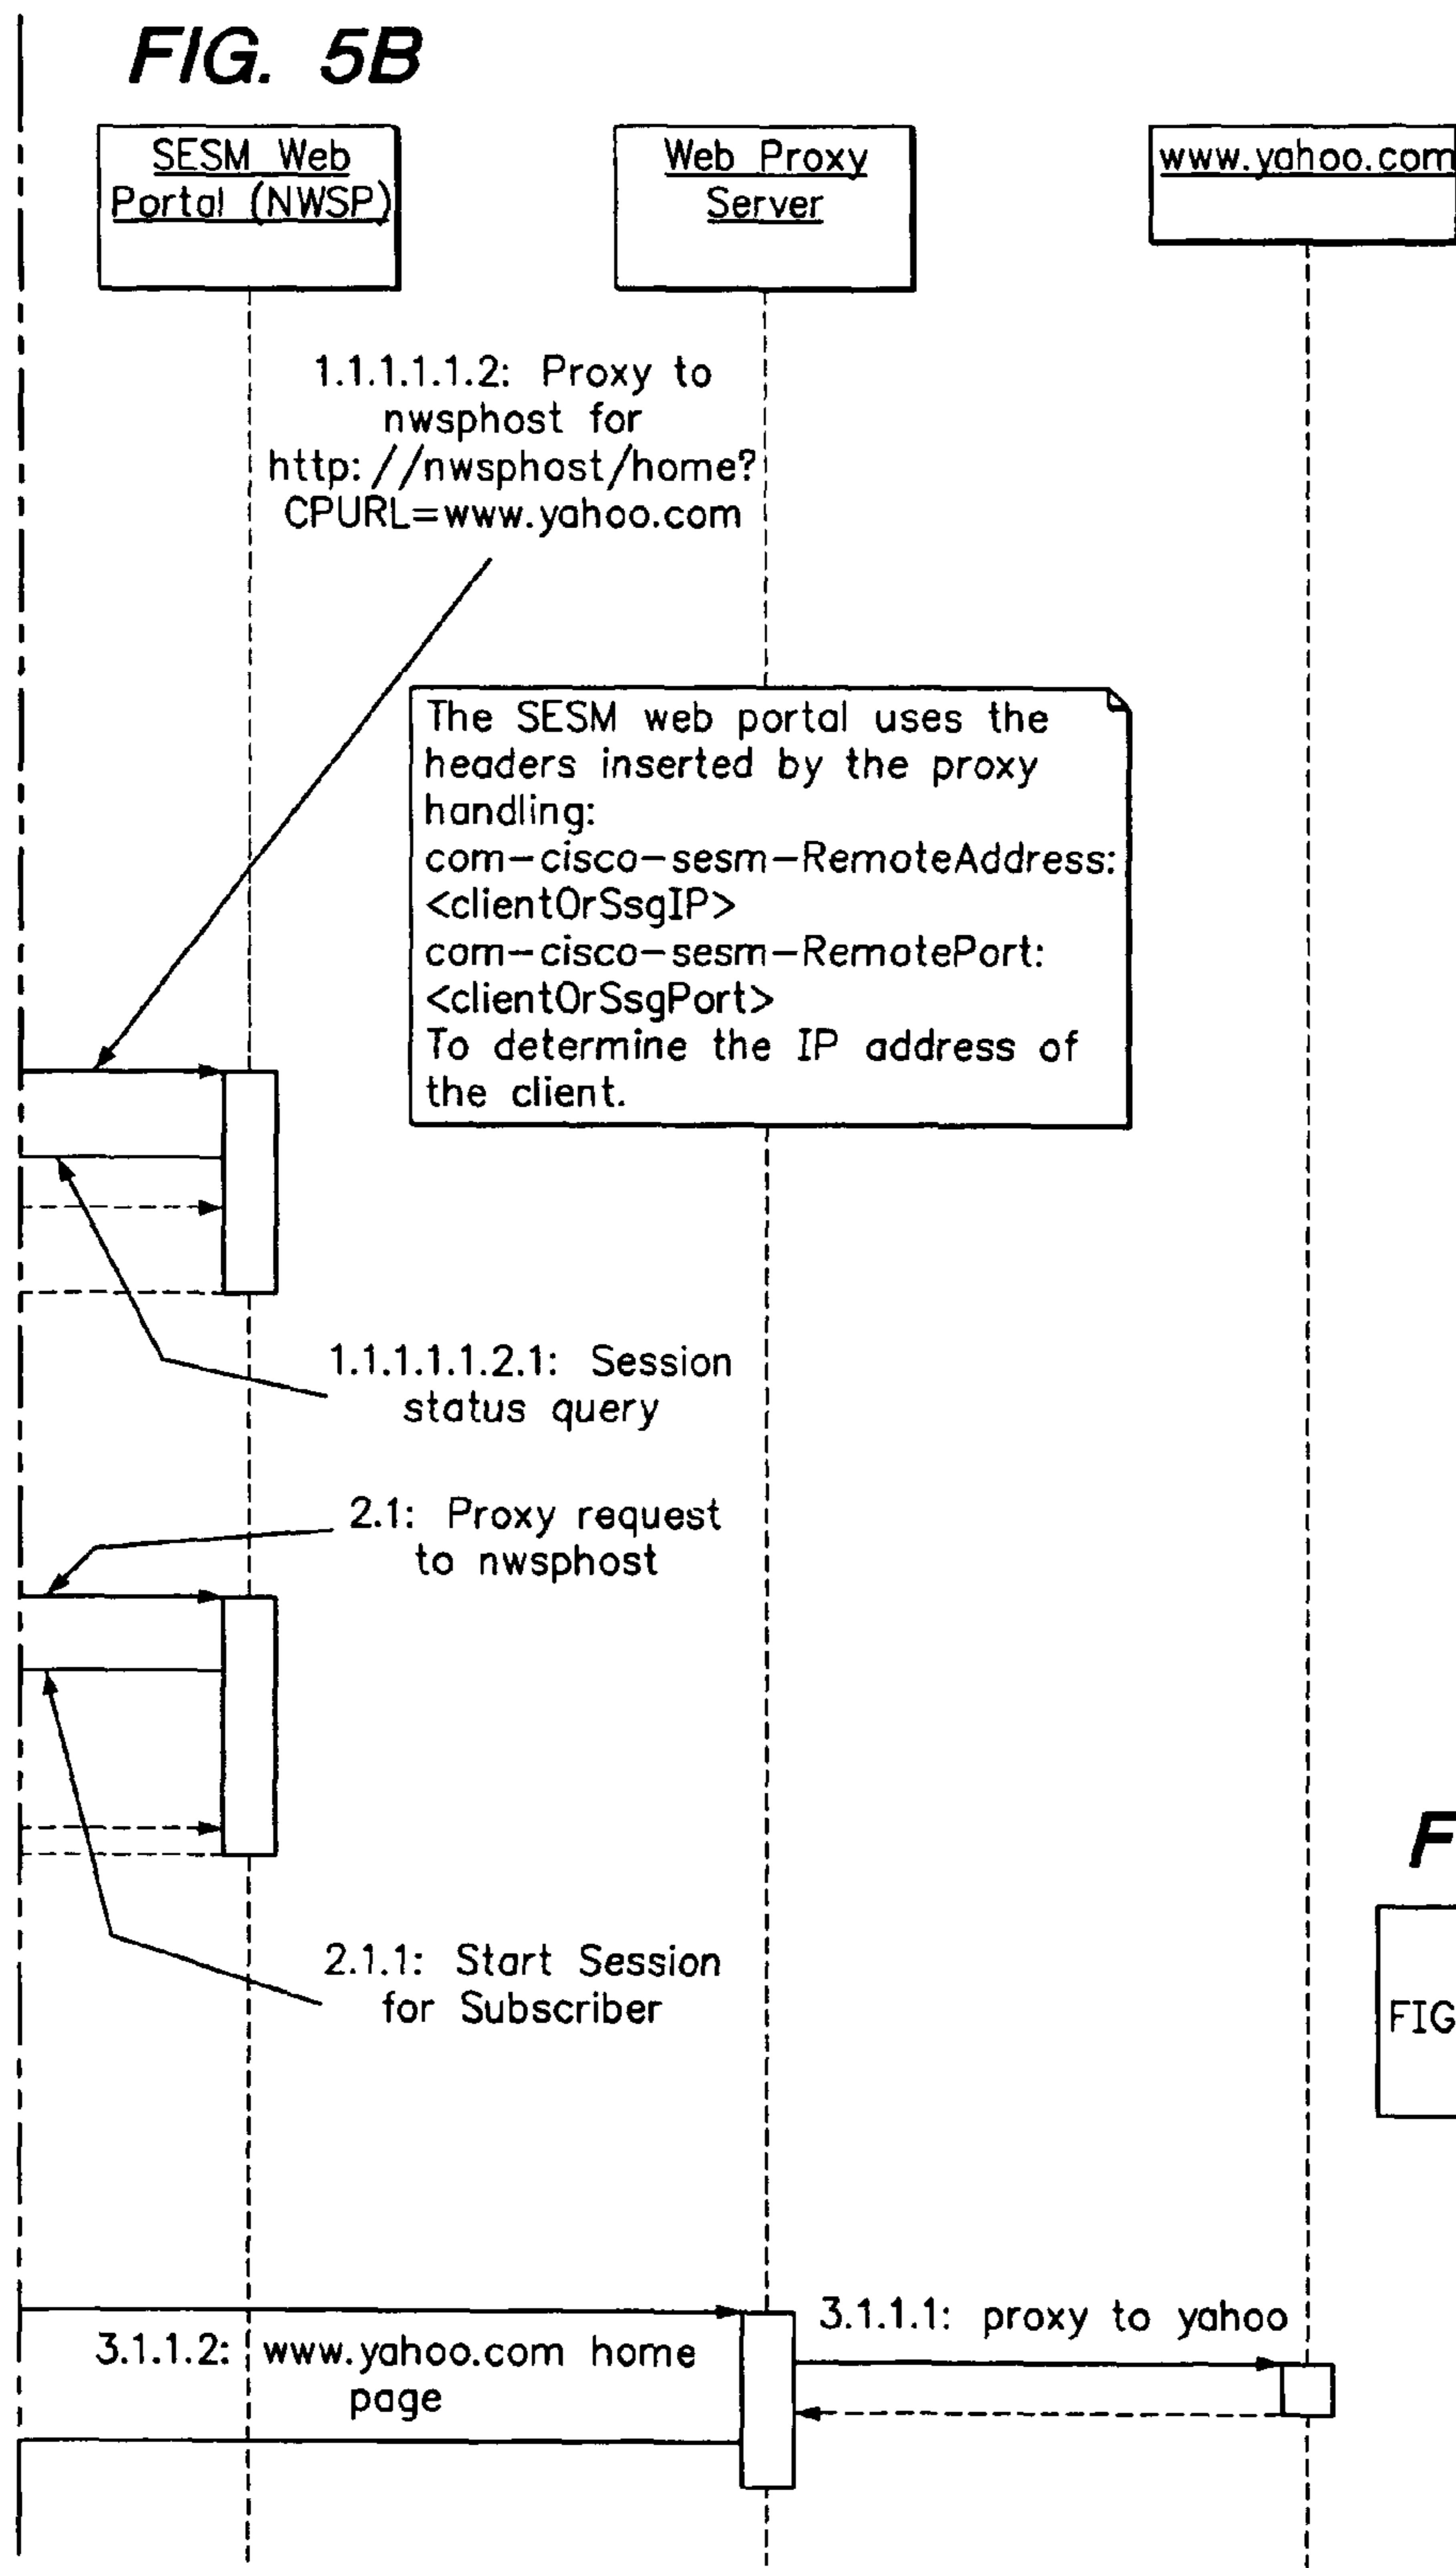 FIG. 5B
SESM Web
Portal (NWSP)
Web Proxy
Server
www.yahoo.com
1.1.1.1.1.2: Proxy to
nwsphost for
http://nwsphost/home?
CPURL=www.yahoo.com
The SESM web portal uses the
headers inserted by the proxy
handling:
com-cisco-sesm-RemoteAddress:
<clientOrSsgIP>
com-cisco-sesm-RemotePort:
<clientOrSsgPort>
To determine the IP address of
the client.
1.1.1.1.1.2.1: Session
status query
2.1: Proxy request
to nwsphost
2.1.1: Start Session
for Subscriber
F
FIG
3.1.1.1: proxy to yahoo
3.1.1.2: www.yahoo.com home
page